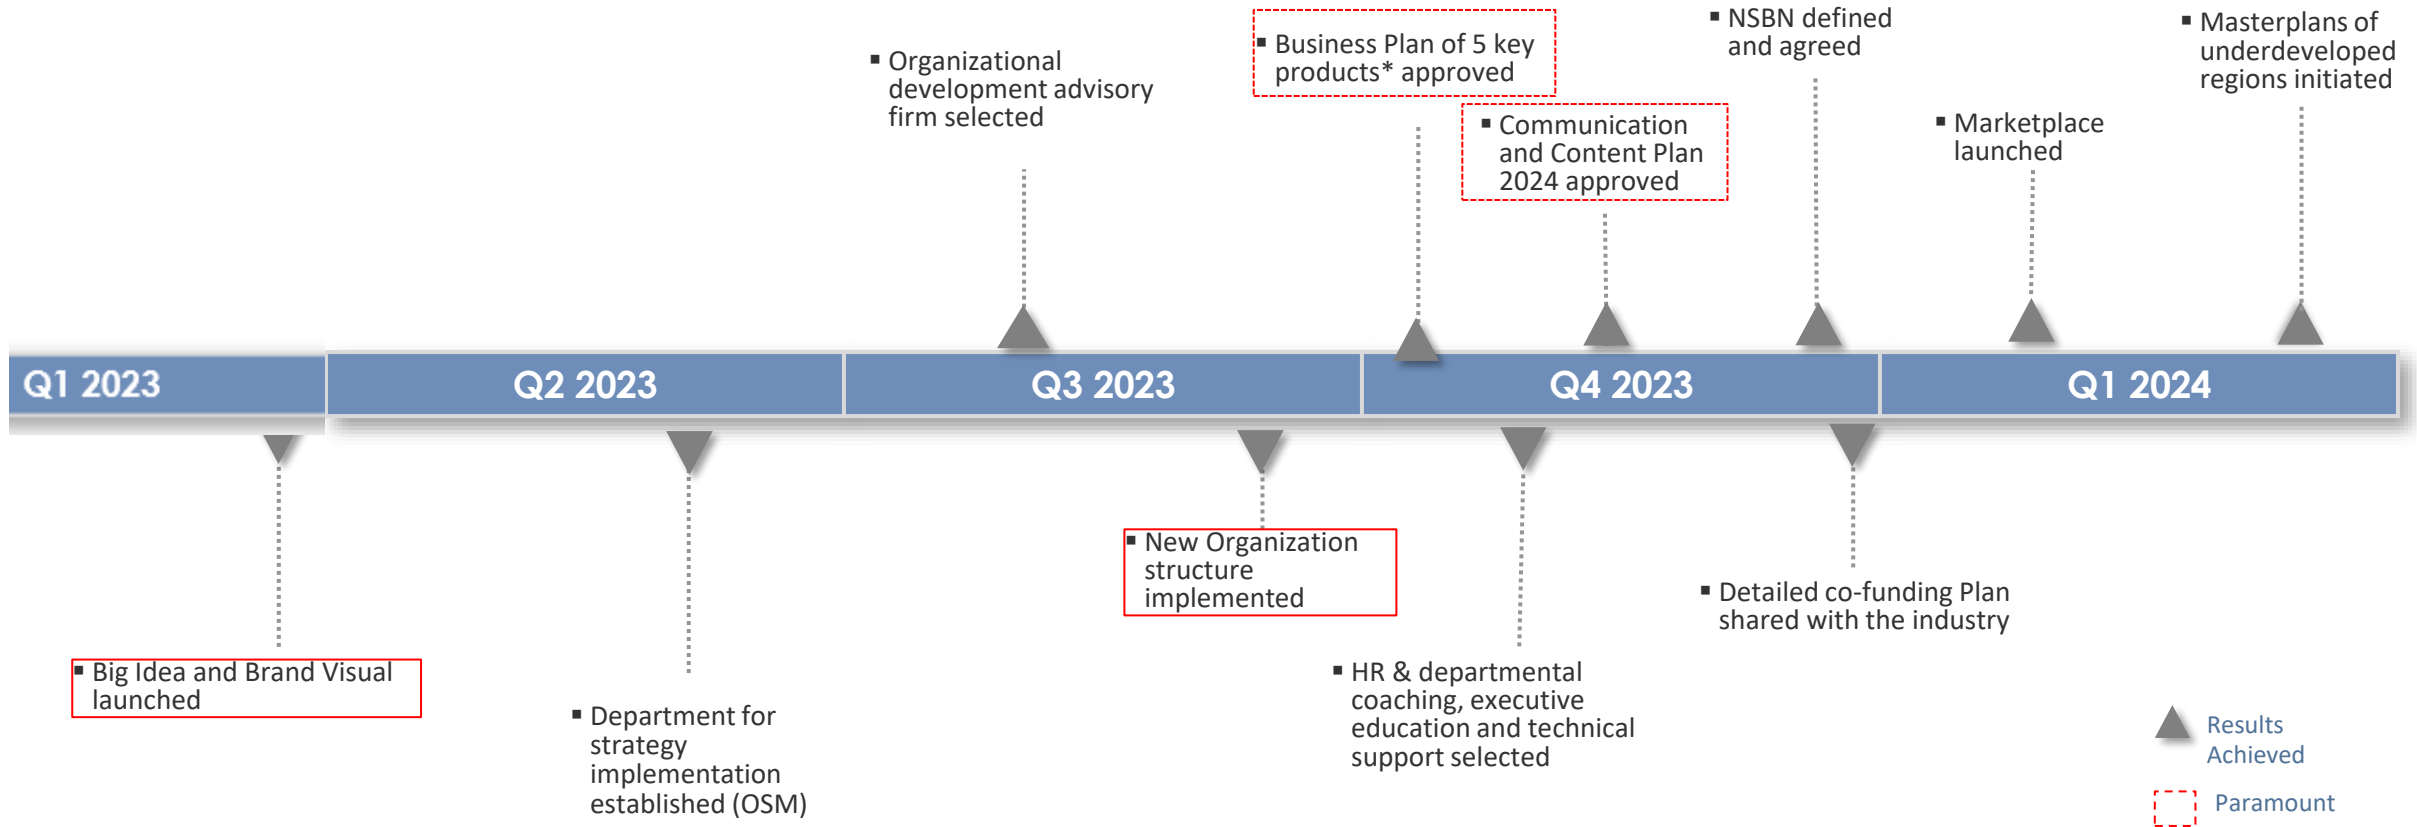 ▪ Organizational
development advisory
firm selected
▪ Business Plan of 5 key
products* approved
▪ Communication
and Content Plan
2024 approved
▪ NSBN defined
and agreed
▪ Marketplace
launched
▪ Masterplans of
underdeveloped
regions initiated
Q1 2023
Q2 2023
Q3 2023
Q4 2023
Q1 2024
▪ Big Idea and Brand Visual
launched
▪ Department for
strategy
implementation
established (OSM)
▪ New Organization
structure
implemented
▪ HR & departmental
coaching, executive
education and technical
support selected
▪ Detailed co-funding Plan
shared with the industry
Results
Achieved
Paramount